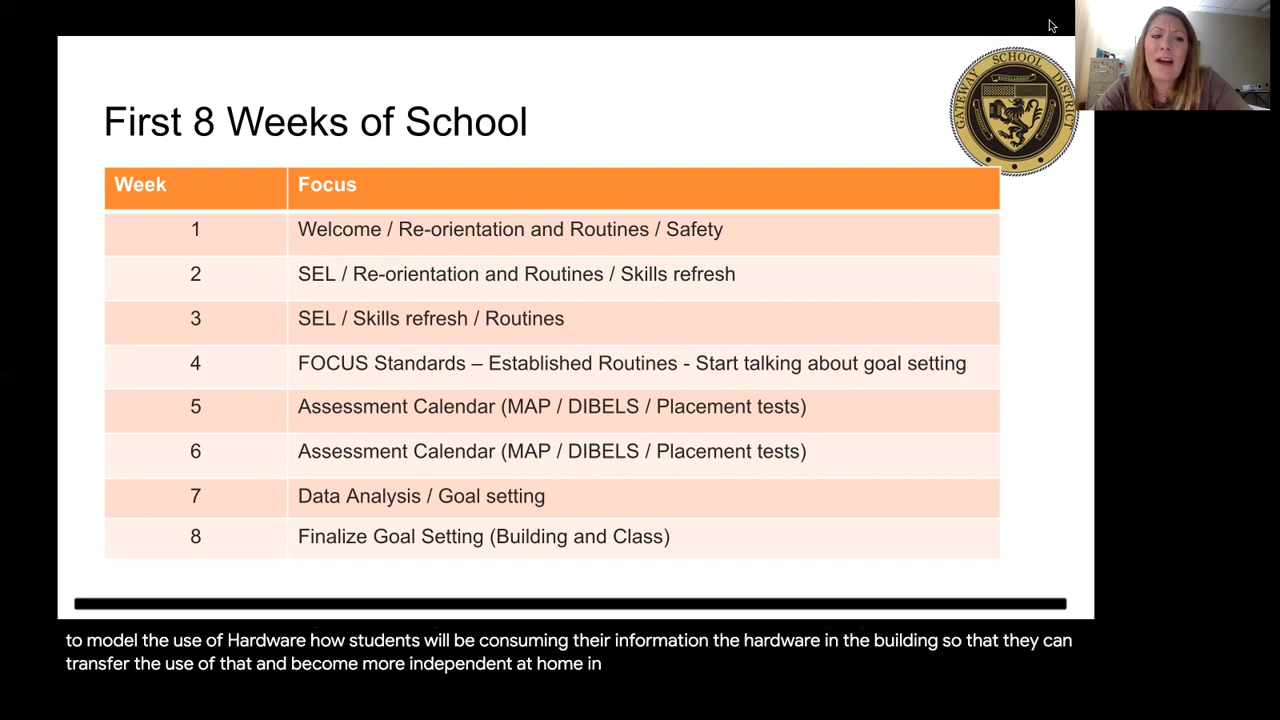 First 8 Weeks of School
GATEWAY SCHOOL DISTRICT
Week Focus
1 Welcome / Re-orientation and Routines / Safety
2 SEL / Re-orientation and Routines / Skills refresh
3 SEL / Skills refresh / Routines
4 FOCUS Standards – Established Routines - Start talking about goal setting
5 Assessment Calendar (MAP / DIBELS / Placement tests)
6 Assessment Calendar (MAP / DIBELS / Placement tests)
7 Data Analysis / Goal setting
8 Finalize Goal Setting (Building and Class)
to model the use of Hardware how students will be consuming their information the hardware in the building so that they can
transfer the use of that and become more independent at home in